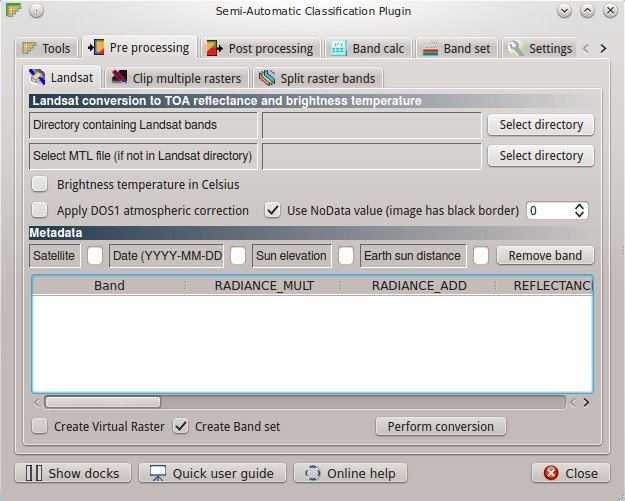 Semi-Automatic Classification Plugin
Tools Pre processing Post processing Band calc Band set Settings
Landsat Clip multiple rasters Split raster bands
Landsat conversion to TOA reflectance and brightness temperature
Directory containing Landsat bands Select directory
Select MTL file (if not in Landsat directory) Select directory
Brightness temperature in Celsius
Apply DOS1 atmospheric correction Use NoData value (image has black border) 0
Metadata
Satellite Date (YYYY-MM-DD Sun elevation Earth sun distance Remove band
Band RADIANCE_MULT RADIANCE_ADD REFLECTANC
Create Virtual Raster Create Band set Perform conversion
Show docks Quick user guide Online help Close